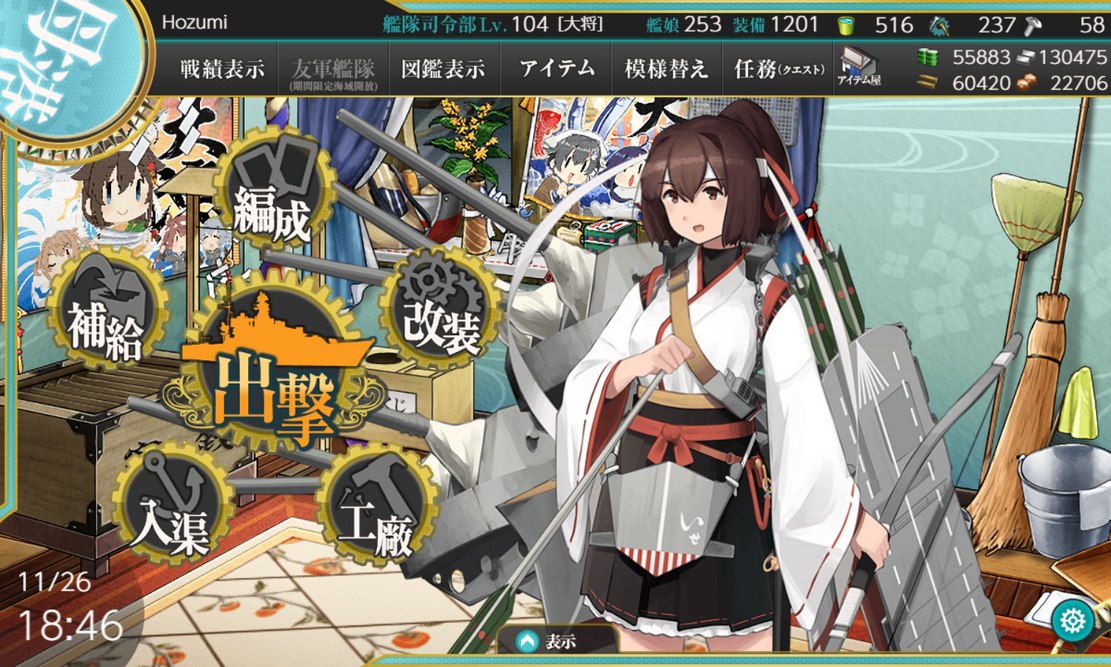 母港
Hozumi
艦隊司令部Lv. 104 [大将]
艦娘 253 装備 1201 516 237 58
戦績表示
友軍艦隊
(期間限定海域開放)
図鑑表示
アイテム
模様替え
任務(クエスト)
アイテム屋
55883 130475
60420 22706
編成
補給
改装
出撃
入渠
工廠
いせ
11/26
18:46
表示